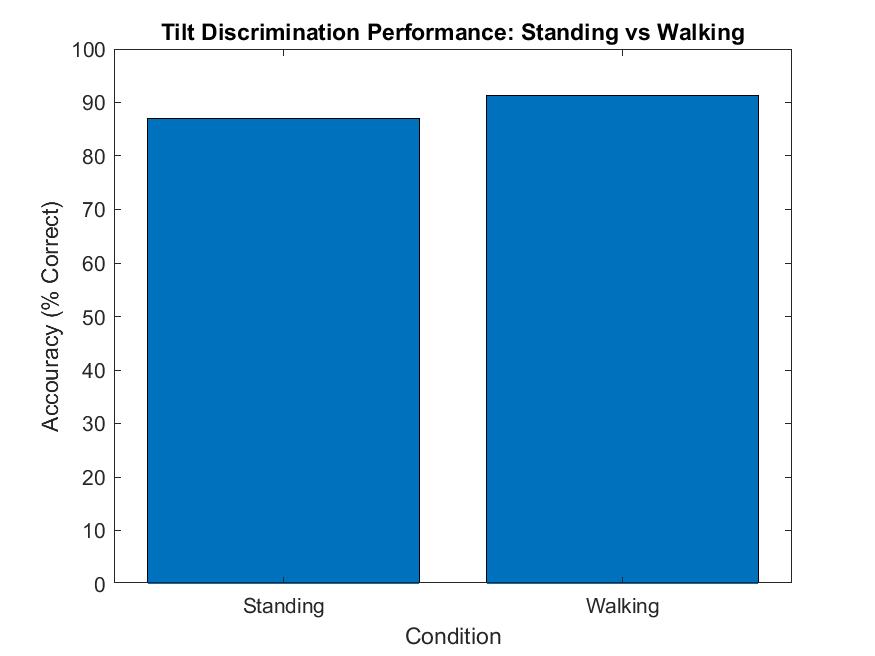 Tilt Discrimination Performance: Standing vs Walking
100
90
80
70
60
50
40
30
20
10
0
Accouracy (% Correct)
Standing
Walking
Condition